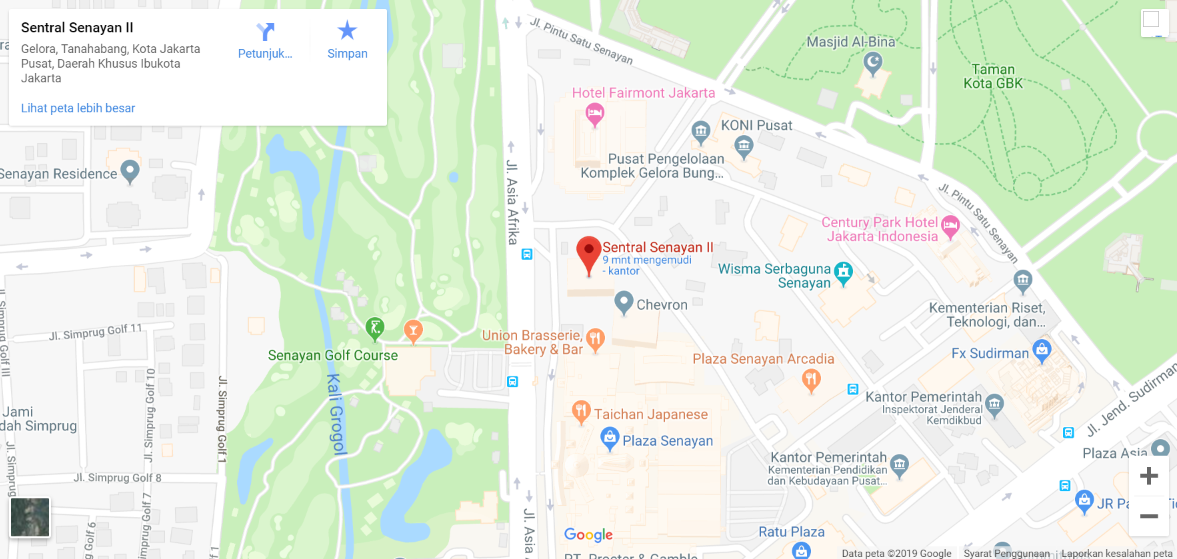 Sentral Senayan II
Gelora, Tanahabang, Kota Jakarta
Pusat, Daerah Khusus Ibukota
Jakarta
Petunjuk...
Simpan
Lihat peta lebih besar
Jl. Pintu Satu Senayan
Masjid Al-Bina
Taman
Kota GBK
Hotel Fairmont Jakarta
KONI Pusat
Pusat Pengelolaan
Komplek Gelora Bung...
Senayan Residence
Jl. Asia Afrika
Jl. Pintu Satu Senayan
Century Park Hotel
Jakarta Indonesia
Sentral Senayan II
9 mnt mengemudi
- kantor
Wisma Serbaguna
Senayan
Chevron
Kementerian Riset,
Teknologi, dan...
Jl. Simprug Golf 11
Union Brasserie,
Bakery & Bar
Senayan Golf Course
Fx Sudirman
Plaza Senayan Arcadia
Simprug Golf III
Jl. Simprug Golf 10
Jl. Simprug Golf 1
Kali Grogol
Kantor Pemerintah
Inspektorat Jenderal
Kemdikbud
Jl. Jend. Sudirman
Jami
dah Simprug
Taichan Japanese
Plaza Senayan
Plaza Asia
Kantor Pemerintah
Kementerian Pendidikan
dan Kebudayaan Pusat...
Jl. Simprug Golf 8
Jl. Simprug
Golf 7
Golf 6
JR Pa
Tic
Google
Jl. Asia
Ratu Plaza
PT. Procter & Gamble
Data peta ©2019 Google
Syarat Penggunaan
Laporkan kesalahan peta